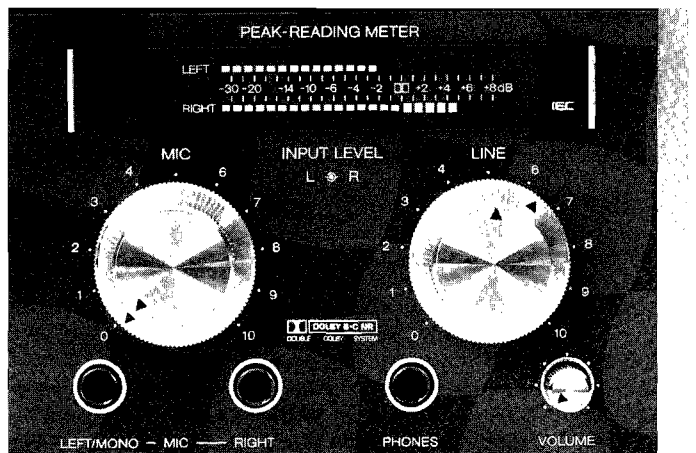 PEAK-READING METER
LEFT
-30 -20 -14 -10 -6 -4 -2 +2 +4 +6 +8dB
RIGHT
IEC
MIC
INPUT LEVEL
LINE
L R
0 1 2 3 4 6 7 8 9 10
0 1 2 3 4 6 7 8 9 10
DOLBY B-C NR
DOUBLE DOLBY SYSTEM
LEFT/MONO – MIC — RIGHT
PHONES
VOLUME